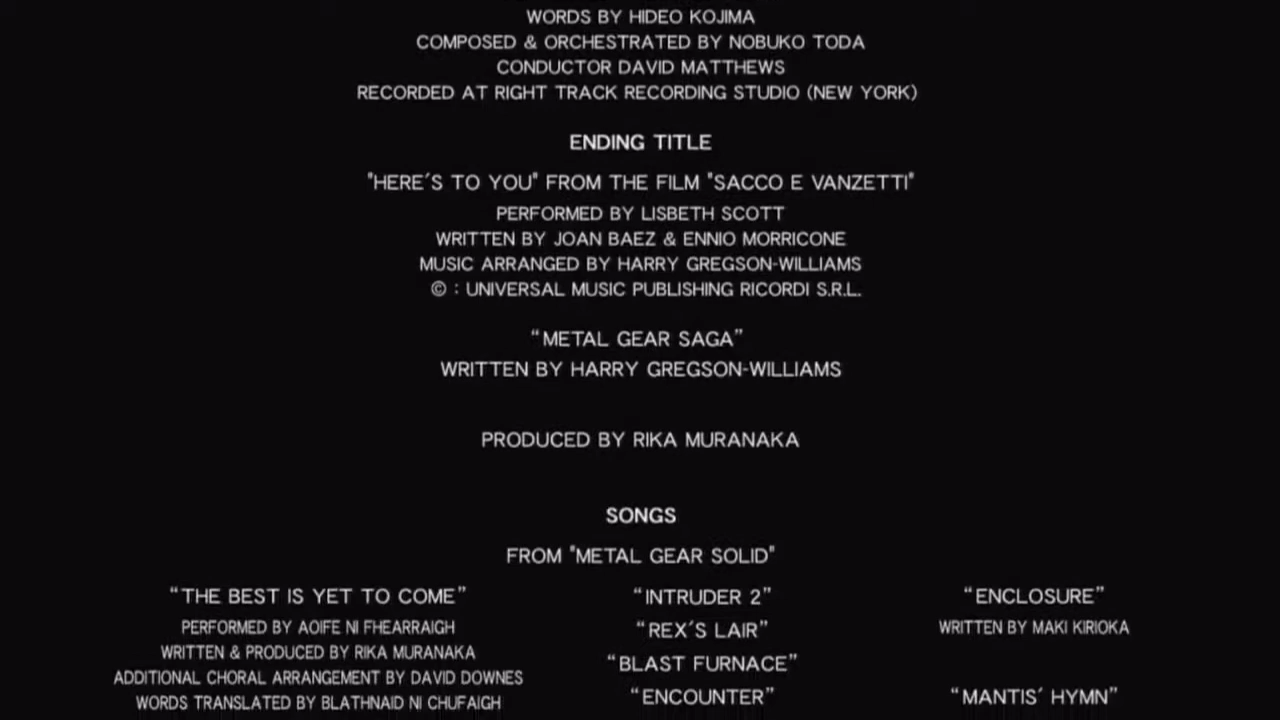 WORDS BY HIDEO KOJIMA
COMPOSED & ORCHESTRATED BY NOBUKO TODA
CONDUCTOR DAVID MATTHEWS
RECORDED AT RIGHT TRACK RECORDING STUDIO (NEW YORK)
ENDING TITLE
"HERE'S TO YOU" FROM THE FILM "SACCO E VANZETTI"
PERFORMED BY LISBETH SCOTT
WRITTEN BY JOAN BAEZ & ENNIO MORRICONE
MUSIC ARRANGED BY HARRY GREGSON-WILLIAMS
© : UNIVERSAL MUSIC PUBLISHING RICORDI S.R.L.
“METAL GEAR SAGA”
WRITTEN BY HARRY GREGSON-WILLIAMS
PRODUCED BY RIKA MURANAKA
SONGS
FROM "METAL GEAR SOLID"
“THE BEST IS YET TO COME”
PERFORMED BY AOIFE NI FHEARRAIGH
WRITTEN & PRODUCED BY RIKA MURANAKA
ADDITIONAL CHORAL ARRANGEMENT BY DAVID DOWNES
WORDS TRANSLATED BY BLATHNAID NI CHUFAIGH
“INTRUDER 2”
“REX'S LAIR”
“BLAST FURNACE”
“ENCOUNTER”
“ENCLOSURE”
WRITTEN BY MAKI KIRIOKA
“MANTIS' HYMN”